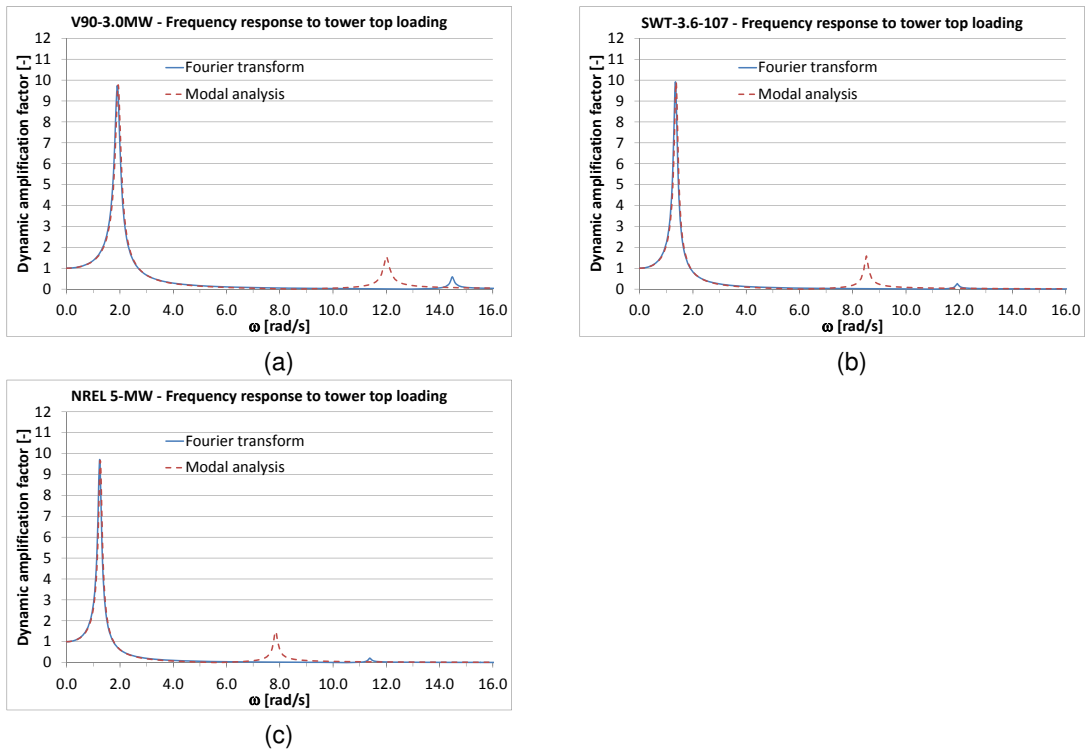 V90-3.0MW - Frequency response to tower top loading
Dynamic amplification factor [-]
12
11
10
9
8
7
6
5
4
3
2
1
0
Fourier transform
Modal analysis
0.0 2.0 4.0 6.0 8.0 10.0 12.0 14.0 16.0
ω [rad/s]
(a)
SWT-3.6-107 - Frequency response to tower top loading
Dynamic amplification factor [-]
12
11
10
9
8
7
6
5
4
3
2
1
0
Fourier transform
Modal analysis
0.0 2.0 4.0 6.0 8.0 10.0 12.0 14.0 16.0
ω [rad/s]
(b)
NREL 5-MW - Frequency response to tower top loading
Dynamic amplification factor [-]
12
11
10
9
8
7
6
5
4
3
2
1
0
Fourier transform
Modal analysis
0.0 2.0 4.0 6.0 8.0 10.0 12.0 14.0 16.0
ω [rad/s]
(c)